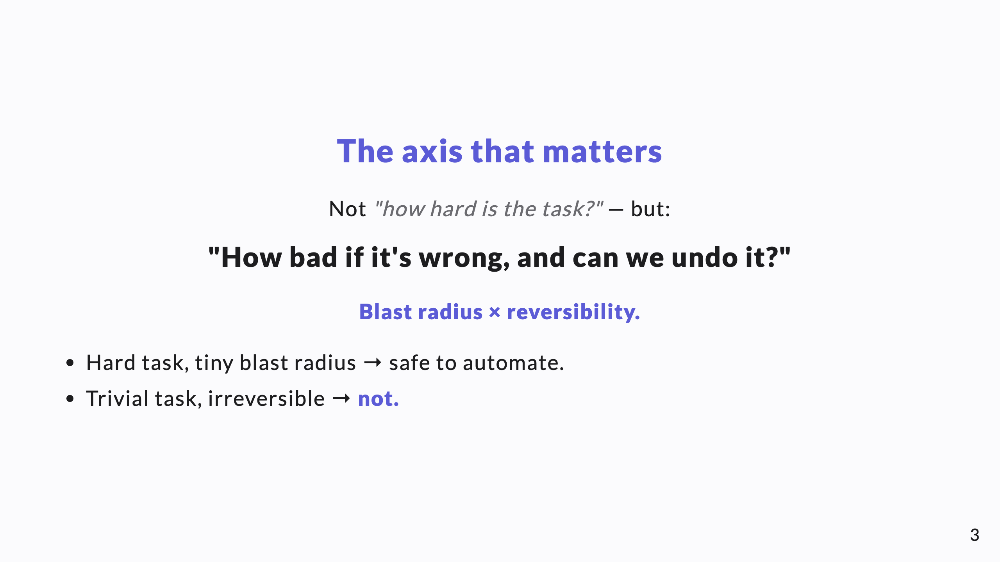 The axis that matters
Not "how hard is the task?" — but:
"How bad if it's wrong, and can we undo it?"
Blast radius × reversibility.
• Hard task, tiny blast radius → safe to automate.
• Trivial task, irreversible → not.
3